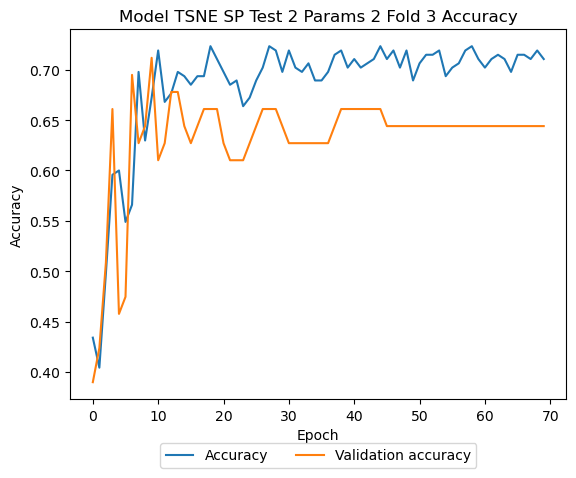 Model TSNE SP Test 2 Params 2 Fold 3 Accuracy
Accuracy
0.70
0.65
0.60
0.55
0.50
0.45
0.40
0 10 20 30 40 50 60 70
Epoch
Accuracy Validation accuracy